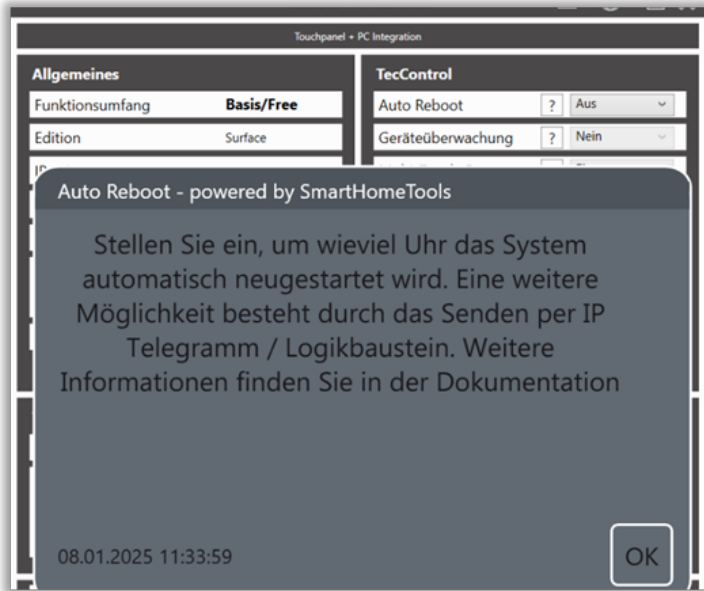 Touchpanel + PC Integration
Allgemeines
Funktionsumfang Basis/Free
Edition Surface
TecControl
Auto Reboot ? Aus
Geräteüberwachung ? Nein
Auto Reboot - powered by SmartHomeTools
Stellen Sie ein, um wieviel Uhr das System
automatisch neugestartet wird. Eine weitere
Möglichkeit besteht durch das Senden per IP
Telegramm / Logikbaustein. Weitere
Informationen finden Sie in der Dokumentation
08.01.2025 11:33:59
OK